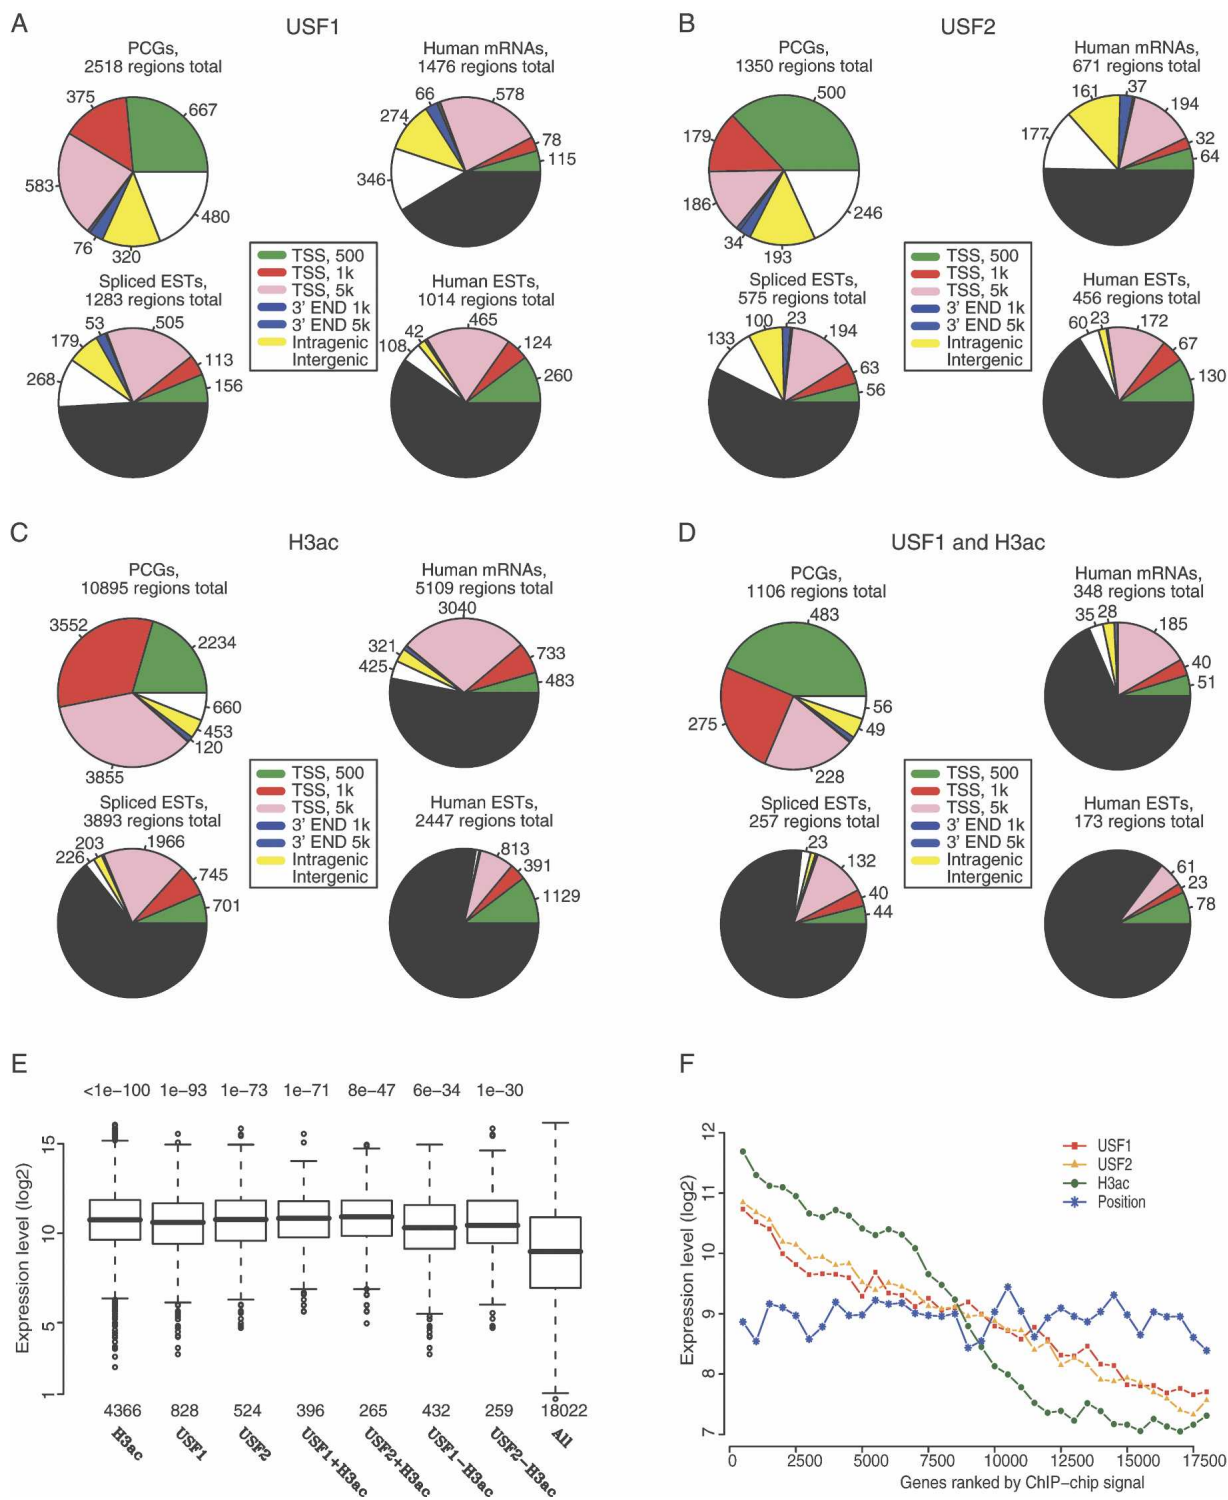 A
USF1
PCGs,
2518 regions total
375
667
583
76
320
480
Human mRNAs,
1476 regions total
66
578
274
78
115
346
Spliced ESTs,
1283 regions total
53
505
179
113
156
268
Human ESTs,
1014 regions total
42
465
108
124
260
TSS, 500
TSS, 1k
TSS, 5k
3' END 1k
3' END 5k
Intragenic
Intergenic
B
USF2
PCGs,
1350 regions total
500
179
186
34
193
246
Human mRNAs,
671 regions total
161
37
194
177
32
64
Spliced ESTs,
575 regions total
100
23
194
133
63
56
Human ESTs,
456 regions total
60
23
172
67
130
TSS, 500
TSS, 1k
TSS, 5k
3' END 1k
3' END 5k
Intragenic
Intergenic
C
H3ac
PCGs,
10895 regions total
3552
2234
660
453
120
3855
Human mRNAs,
5109 regions total
3040
321
733
425
483
Spliced ESTs,
3893 regions total
203
1966
226
745
701
Human ESTs,
2447 regions total
813
391
1129
TSS, 500
TSS, 1k
TSS, 5k
3' END 1k
3' END 5k
Intragenic
Intergenic
D
USF1 and H3ac
PCGs,
1106 regions total
483
275
56
49
228
Human mRNAs,
348 regions total
35
28
185
40
51
Spliced ESTs,
257 regions total
23
132
40
44
Human ESTs,
173 regions total
61
23
78
TSS, 500
TSS, 1k
TSS, 5k
3' END 1k
3' END 5k
Intragenic
Intergenic
E
<1e−100 1e−93 1e−73 1e−71 8e−47 6e−34 1e−30
Expression level (log2)
15
10
5
1
4366 828 524 396 265 432 259 18022
H3ac USF1 USF2 USF1+H3ac USF2+H3ac USF1−H3ac USF2−H3ac All
F
Expression level (log2)
12
11
10
9
8
7
USF1
USF2
H3ac
Position
0 2500 5000 7500 10000 12500 15000 17500
Genes ranked by ChIP−chip signal